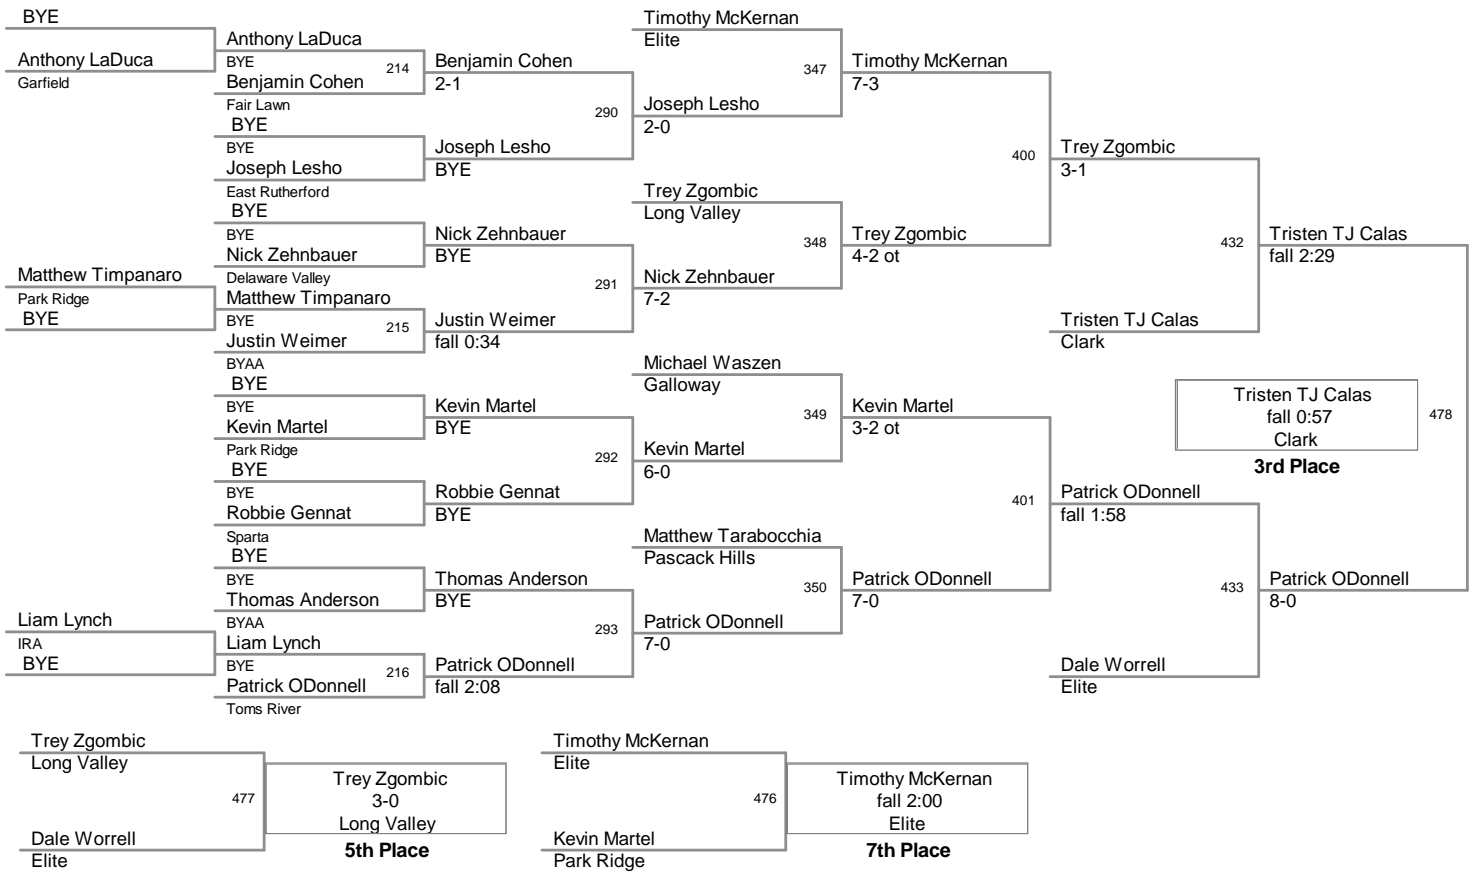 BYE
Anthony LaDuca
Garfield
Matthew Timpanaro
Park Ridge
BYE
Liam Lynch
IRA
BYE
Anthony LaDuca
BYE
214
Benjamin Cohen
Fair Lawn
BYE
BYE
Joseph Lesho
East Rutherford
BYE
BYE
Nick Zehnbauer
Delaware Valley
Matthew Timpanaro
BYE
215
Justin Weimer
BYAA
BYE
BYE
Kevin Martel
Park Ridge
BYE
BYE
Robbie Gennat
Sparta
BYE
BYE
Thomas Anderson
BYAA
Liam Lynch
BYE
216
Patrick ODonnell
Toms River
Benjamin Cohen
2-1
290
Joseph Lesho
BYE
Nick Zehnbauer
BYE
291
Justin Weimer
fall 0:34
Kevin Martel
BYE
292
Robbie Gennat
BYE
Thomas Anderson
BYE
293
Patrick ODonnell
fall 2:08
Timothy McKernan
Elite
347
Joseph Lesho
2-0
Trey Zgombic
Long Valley
348
Nick Zehnbauer
7-2
Michael Waszen
Galloway
349
Kevin Martel
6-0
Matthew Tarabocchia
Pascack Hills
350
Patrick ODonnell
7-0
Timothy McKernan
7-3
400
Trey Zgombic
4-2 ot
Kevin Martel
3-2 ot
401
Patrick ODonnell
7-0
Trey Zgombic
3-1
432
Tristen TJ Calas
Clark
Patrick ODonnell
fall 1:58
433
Dale Worrell
Elite
Tristen TJ Calas
fall 2:29
Tristen TJ Calas
fall 0:57
Clark
3rd Place
478
Patrick ODonnell
8-0
Trey Zgombic
Long Valley
477
Dale Worrell
Elite
Trey Zgombic
3-0
Long Valley
5th Place
Timothy McKernan
Elite
476
Kevin Martel
Park Ridge
Timothy McKernan
fall 2:00
Elite
7th Place